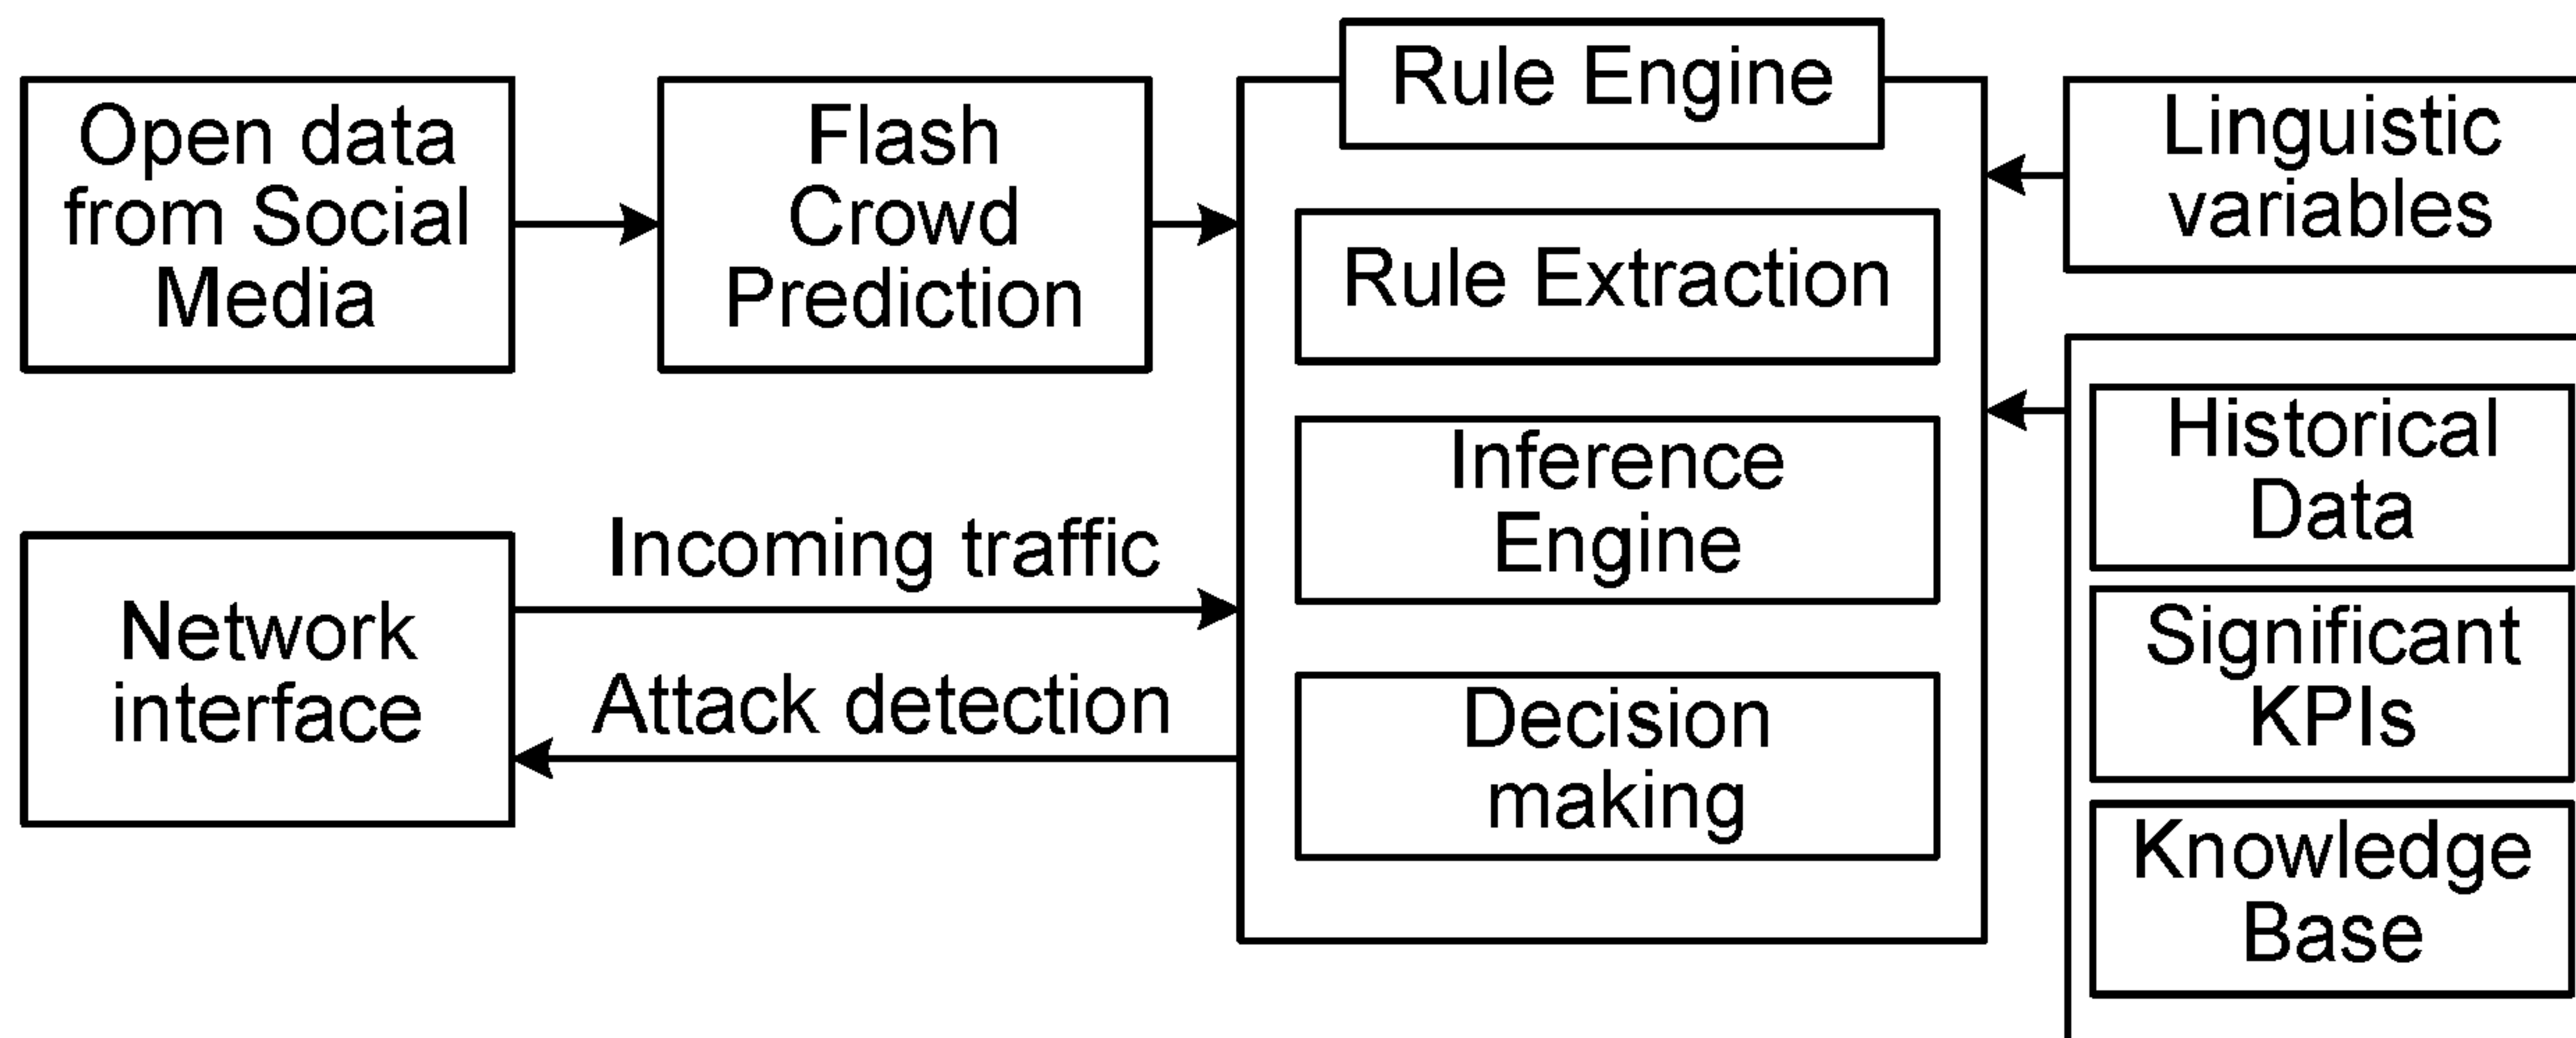 Open data
from Social
Media
Flash
Crowd
Prediction
Rule Engine
Rule Extraction
Inference
Engine
Decision
making
Linguistic
variables
Historical
Data
Significant
KPIs
Knowledge
Base
Network
interface
Incoming traffic
Attack detection